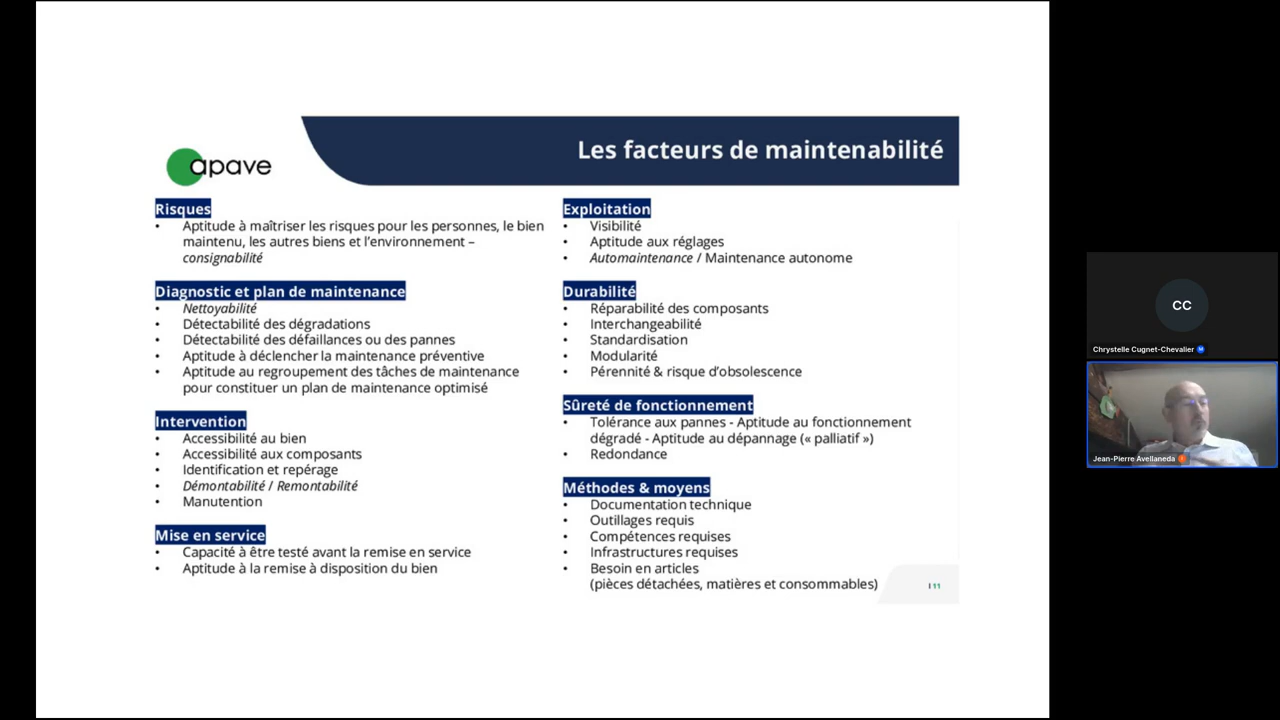 apave
Les facteurs de maintenabilité
Risques
• Aptitude à maîtriser les risques pour les personnes, le bien
maintenu, les autres biens et l'environnement –
consignabilité
Diagnostic et plan de maintenance
• Nettoyabilité
• Détectabilité des dégradations
• Détectabilité des défaillances ou des pannes
• Aptitude à déclencher la maintenance préventive
• Aptitude au regroupement des tâches de maintenance
pour constituer un plan de maintenance optimisé
Intervention
• Accessibilité au bien
• Accessibilité aux composants
• Identification et repérage
• Démontabilité / Remontabilité
• Manutention
Mise en service
• Capacité à être testé avant la remise en service
• Aptitude à la remise à disposition du bien
Exploitation
• Visibilité
• Aptitude aux réglages
• Automaintenance / Maintenance autonome
Durabilité
• Réparabilité des composants
• Interchangeabilité
• Standardisation
• Modularité
• Pérennité & risque d'obsolescence
Sûreté de fonctionnement
• Tolérance aux pannes - Aptitude au fonctionnement
dégradé - Aptitude au dépannage (« palliatif »)
• Redondance
Méthodes & moyens
• Documentation technique
• Outillages requis
• Compétences requises
• Infrastructures requises
• Besoin en articles
(pièces détachées, matières et consommables)
I 11
CC
Chrystelle Cugnet-Chevalier
Jean-Pierre Avellaneda